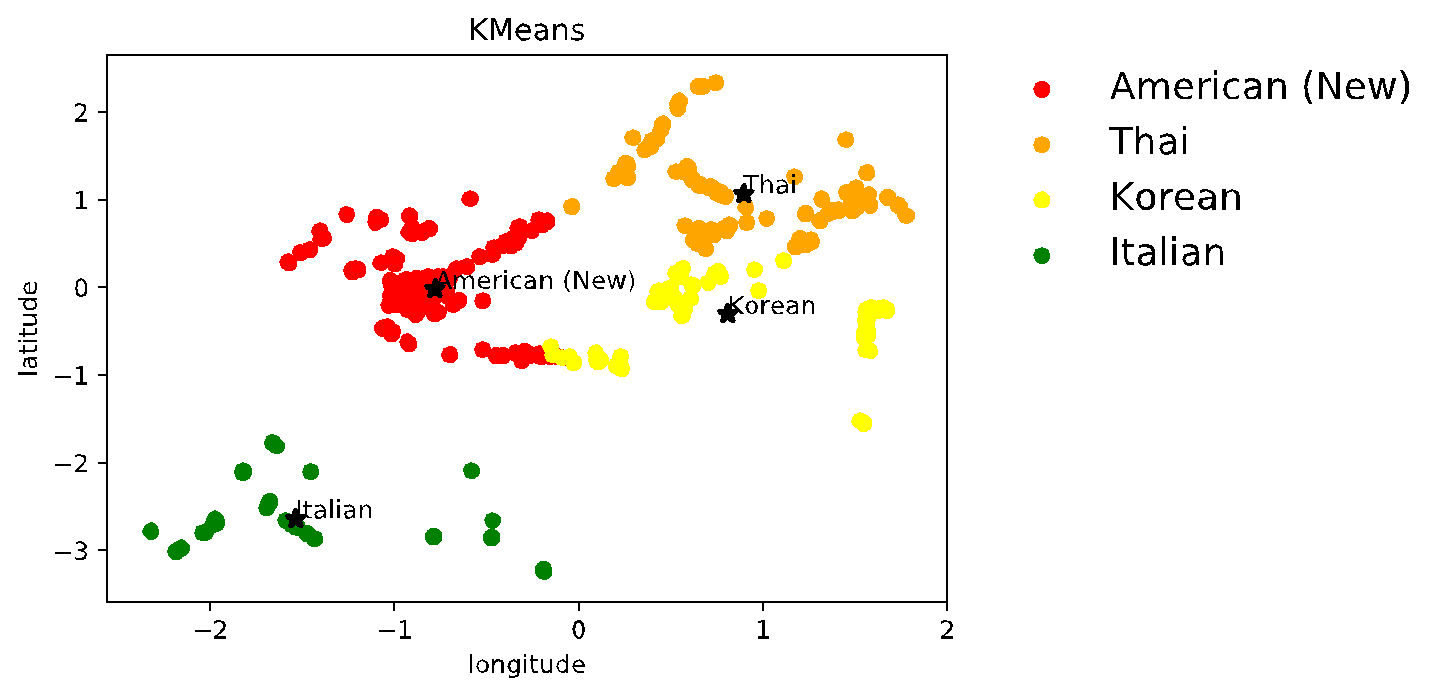 KMeans
2
1
0
−1
−2
−3
latitude
Thai
American (New)
Korean
Italian
−2
−1
0
1
2
longitude
American (New)
Thai
Korean
Italian